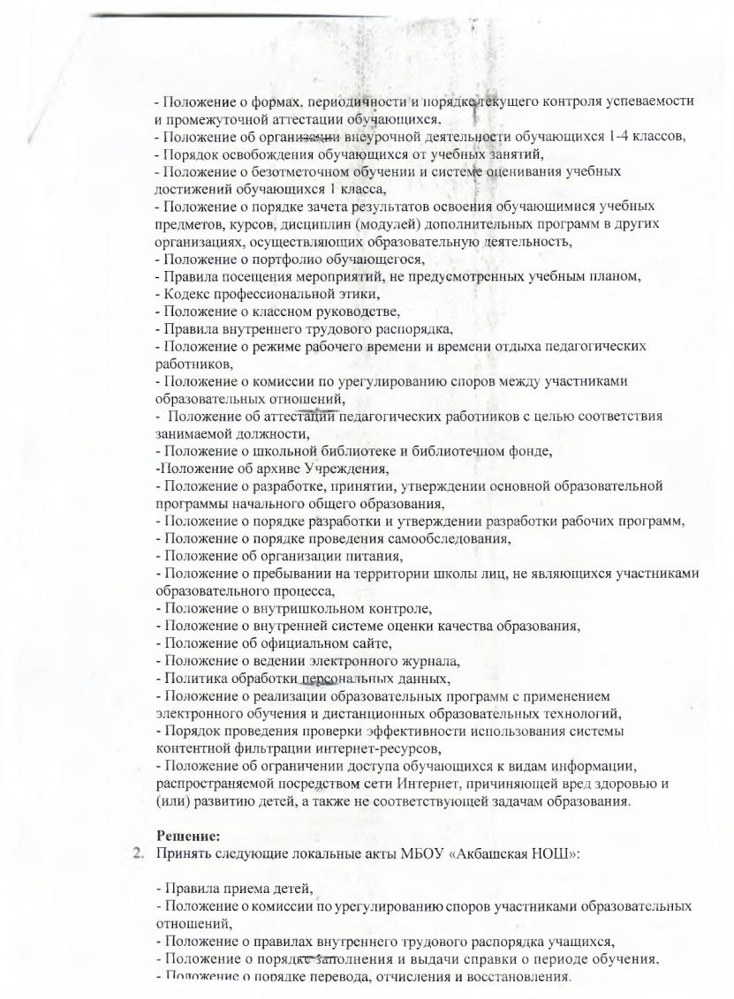 - Положение о формах, периодичности и порядке текущего контроля успеваемости
и промежуточной аттестации обучающихся,
- Положение об организации внеурочной деятельности обучающихся 1-4 классов,
- Порядок освобождения обучающихся от учебных занятий,
- Положение о безотметочном обучении и системе оценивания учебных
достижений обучающихся 1 класса,
- Положение о порядке зачета результатов освоения обучающимися учебных
предметов, курсов, дисциплин (модулей) дополнительных программ в других
организациях, осуществляющих образовательную деятельность,
- Положение о портфолио обучающегося,
- Правила посещения мероприятий, не предусмотренных учебным планом,
- Кодекс профессиональной этики,
- Положение о классном руководстве,
- Правила внутреннего трудового распорядка,
- Положение о режиме рабочего времени и времени отдыха педагогических
работников,
- Положение о комиссии по урегулированию споров между участниками
образовательных отношений,
- Положение об аттестации педагогических работников с целью соответствия
занимаемой должности,
- Положение о школьной библиотеке и библиотечном фонде,
-Положение об архиве Учреждения,
- Положение о разработке, принятии, утверждении основной образовательной
программы начального общего образования,
- Положение о порядке разработки и утверждении разработки рабочих программ,
- Положение о порядке проведения самообследования,
- Положение об организации питания,
- Положение о пребывании на территории школы лиц, не являющихся участниками
образовательного процесса,
- Положение о внутришкольном контроле,
- Положение о внутренней системе оценки качества образования,
- Положение об официальном сайте,
- Положение о ведении электронного журнала,
- Политика обработки персональных данных,
- Положение о реализации образовательных программ с применением
электронного обучения и дистанционных образовательных технологий,
- Порядок проведения проверки эффективности использования системы
контентной фильтрации интернет-ресурсов,
- Положение об ограничении доступа обучающихся к видам информации,
распространяемой посредством сети Интернет, причиняющей вред здоровью и
(или) развитию детей, а также не соответствующей задачам образования.
Решение:
2. Принять следующие локальные акты МБОУ «Акбашская НОШ»:
- Правила приема детей,
- Положение о комиссии по урегулированию споров участниками образовательных
отношений,
- Положение о правилах внутреннего трудового распорядка учащихся,
- Положение о порядке заполнения и выдачи справки о периоде обучения,
- Положение о порядке перевода, отчисления и восстановления.